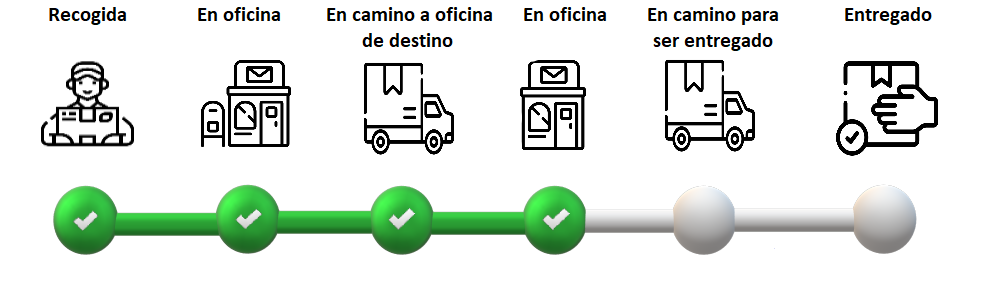 Recogida
En oficina
En camino a oficina
de destino
En oficina
En camino para
ser entregado
Entregado